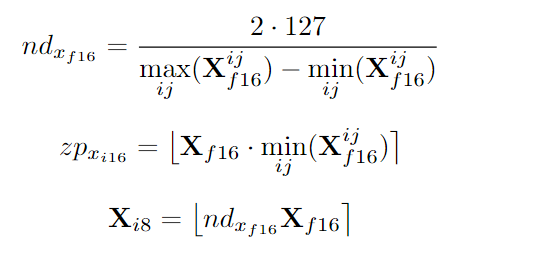 nd_{x_{f16}} = \frac{2 \cdot 127}{\max_{ij}(\mathbf{X}_{f16}^{ij}) - \min_{ij}(\mathbf{X}_{f16}^{ij})}
zp_{x_{i16}} = \lfloor \mathbf{X}_{f16} \cdot \min_{ij}(\mathbf{X}_{f16}^{ij}) \rceil
\mathbf{X}_{i8} = \lfloor nd_{x_{f16}} \mathbf{X}_{f16} \rceil